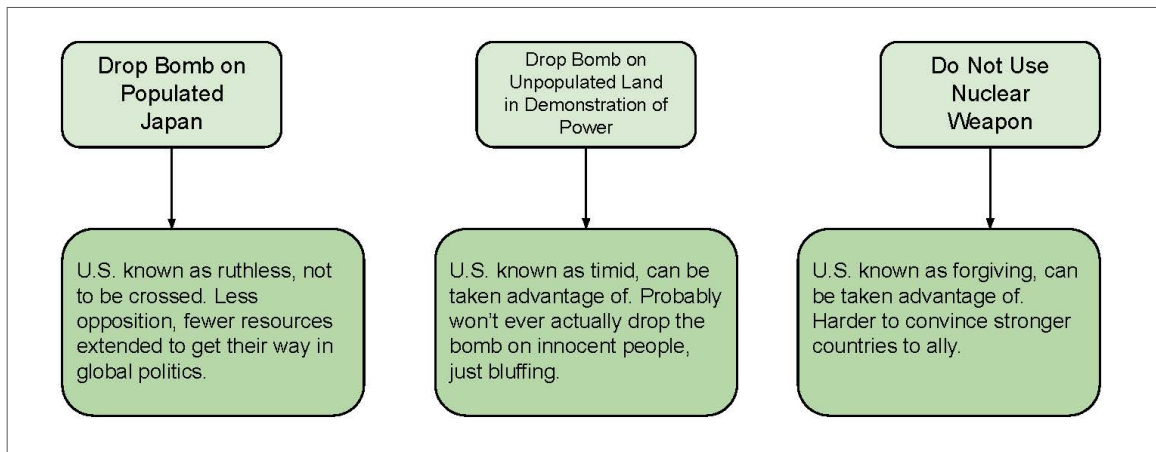 Drop Bomb on
Populated
Japan
Drop Bomb on
Unpopulated Land
in Demonstration of
Power
Do Not Use
Nuclear
Weapon
U.S. known as ruthless, not
to be crossed. Less
opposition, fewer resources
extended to get their way in
global politics.
U.S. known as timid, can be
taken advantage of. Probably
won’t ever actually drop the
bomb on innocent people,
just bluffing.
U.S. known as forgiving, can
be taken advantage of.
Harder to convince stronger
countries to ally.